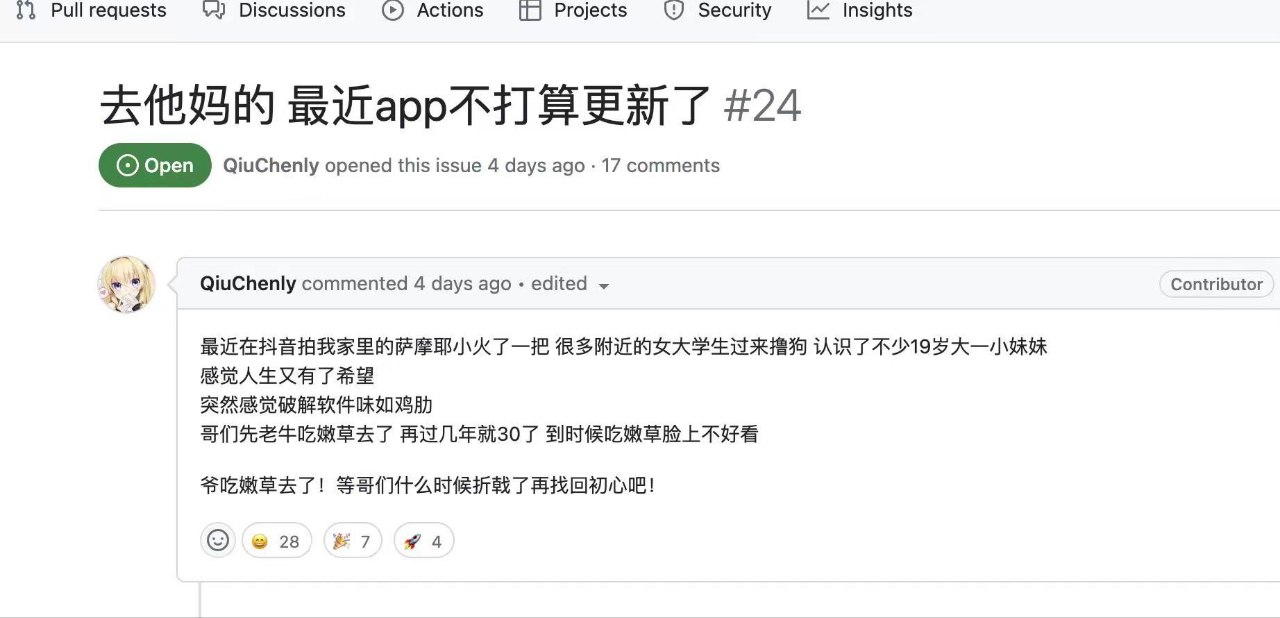 Pull requests Discussions Actions Projects Security Insights
去他妈的 最近app不打算更新了 #24
Open QiuChenly opened this issue 4 days ago · 17 comments
QiuChenly commented 4 days ago • edited Contributor
最近在抖音拍我家里的萨摩耶小火了一把 很多附近的女大学生过来撸狗 认识了不少19岁大一小妹妹
感觉人生又有了希望
突然感觉破解软件味如鸡肋
哥们先老牛吃嫩草去了 再过几年就30了 到时候吃嫩草脸上不好看
爷吃嫩草去了！等哥们什么时候折戟了再找回初心吧！
😄 28 🎉 7 🚀 4